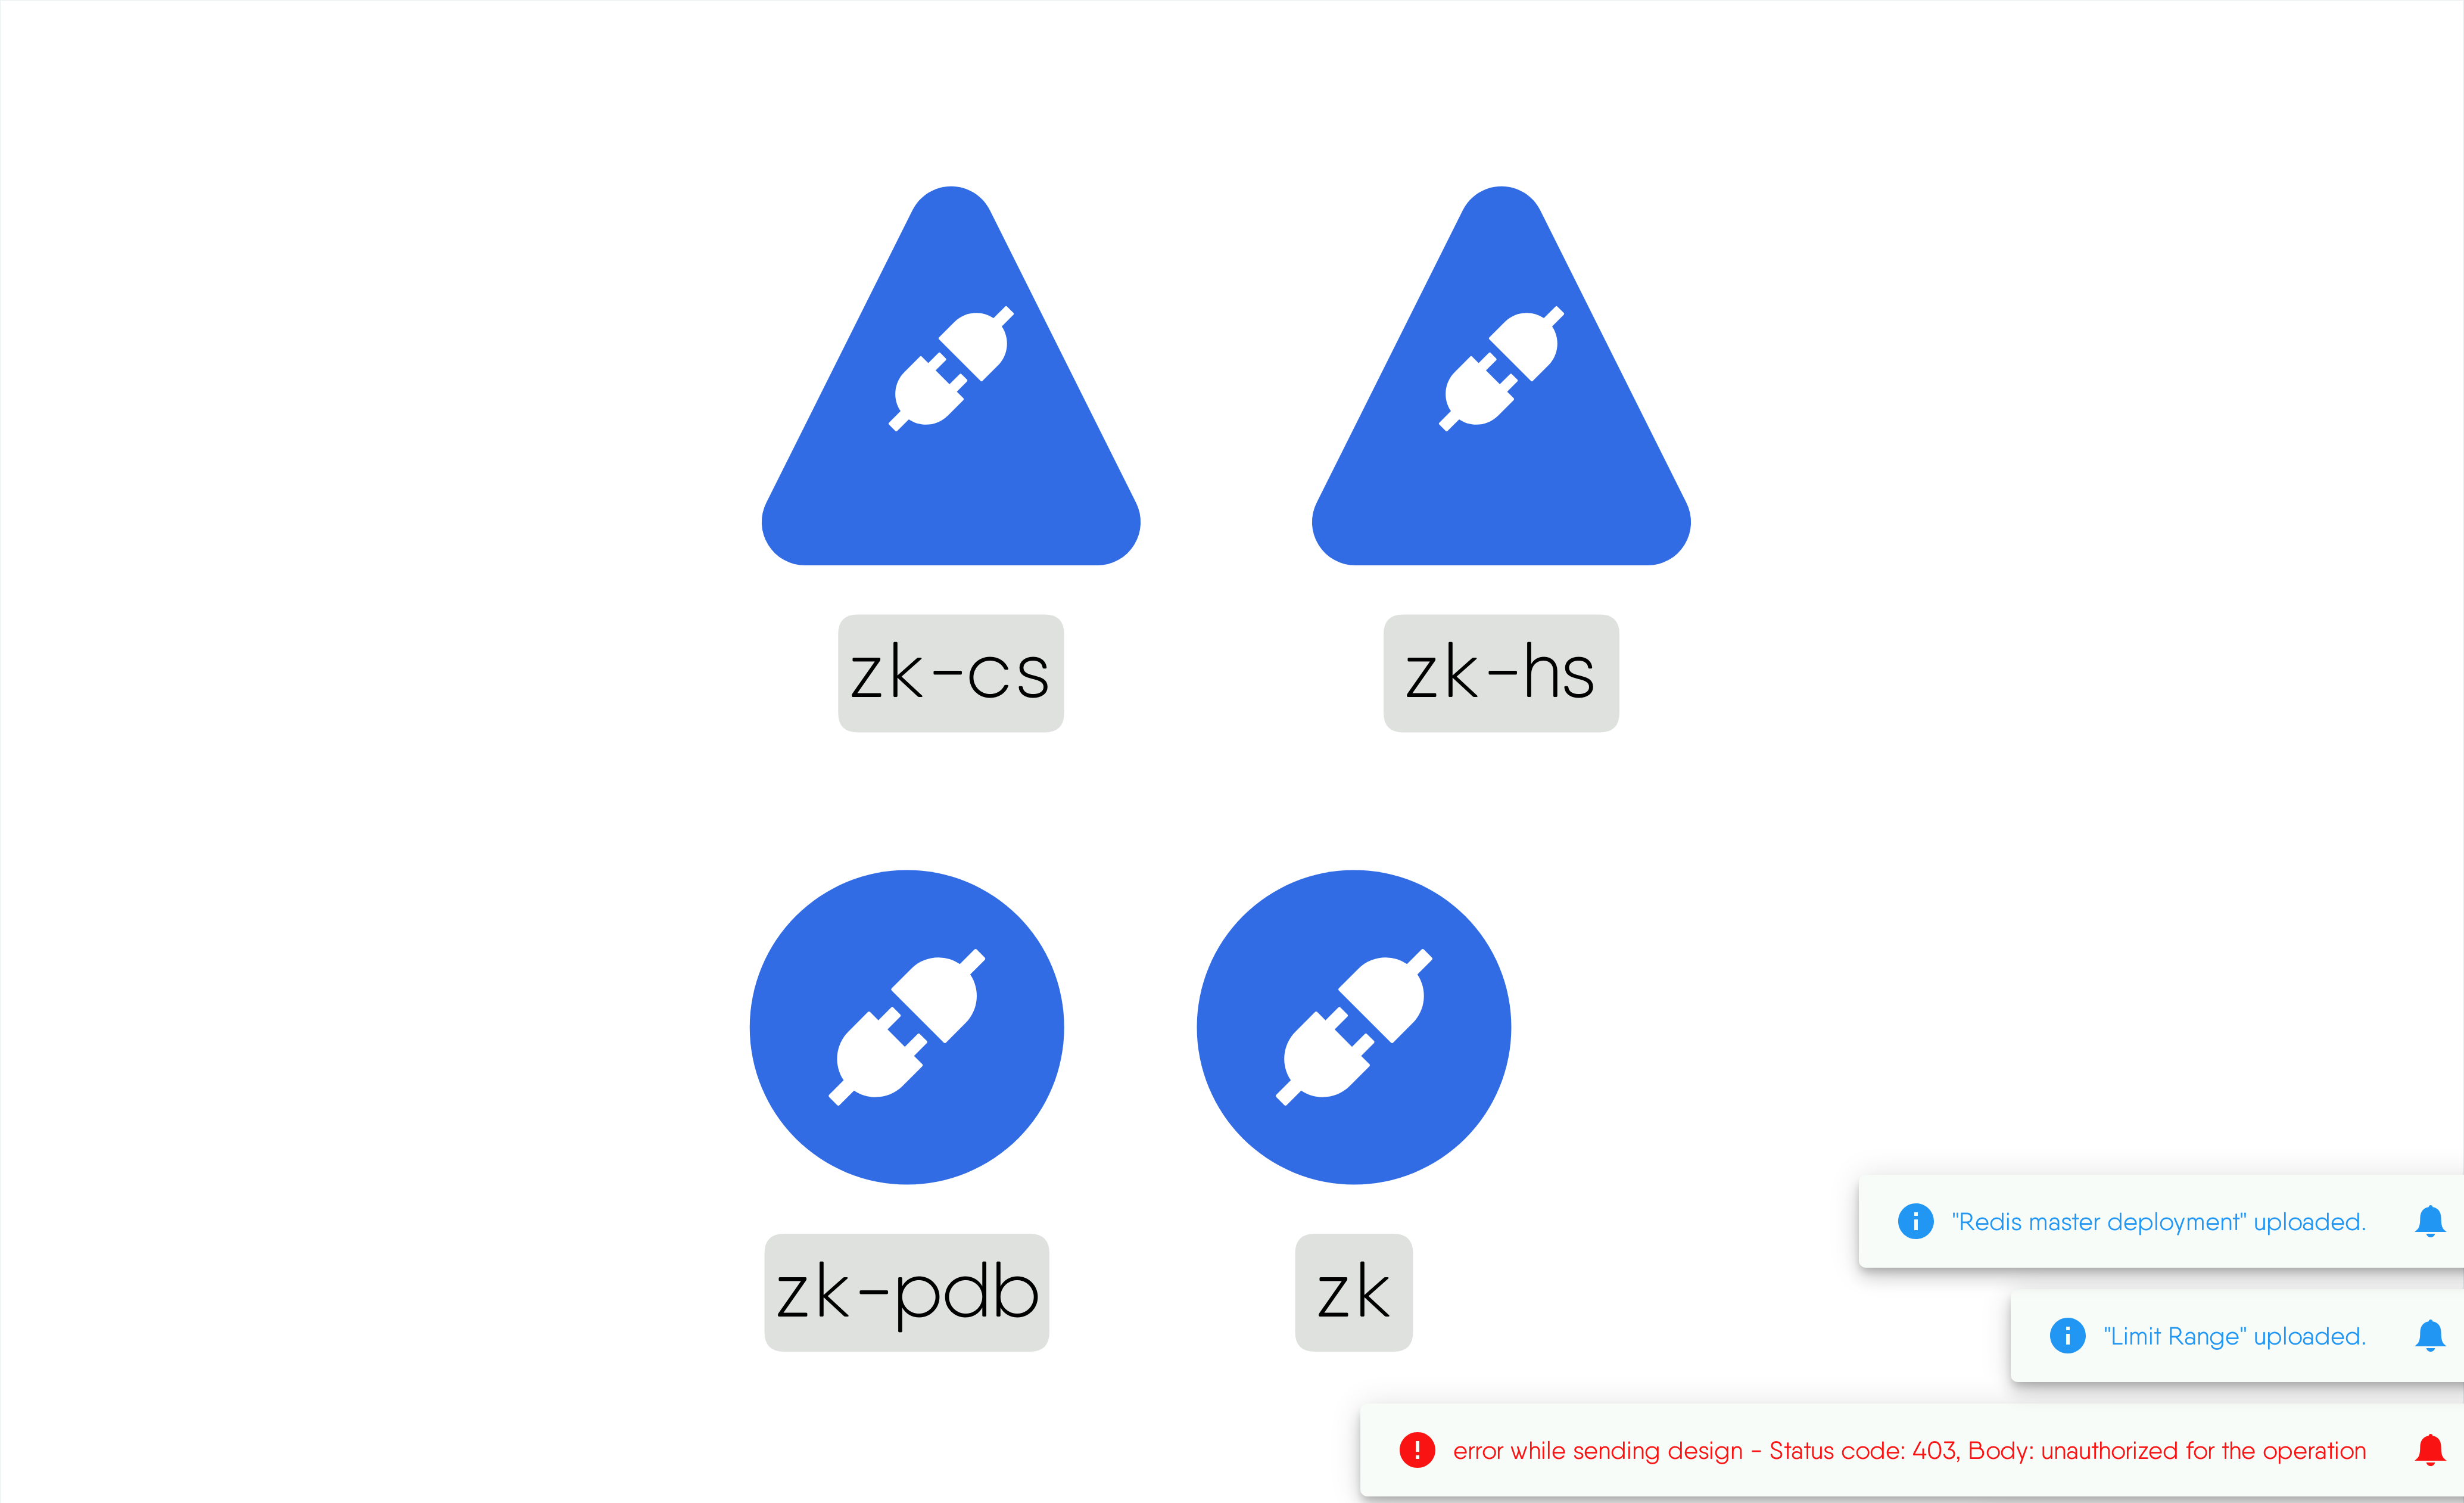 zk-cs
zk-hs
zk-pdb
zk
"Redis master deployment" uploaded.
"Limit Range" uploaded.
error while sending design - Status code: 403, Body: unauthorized for the operation